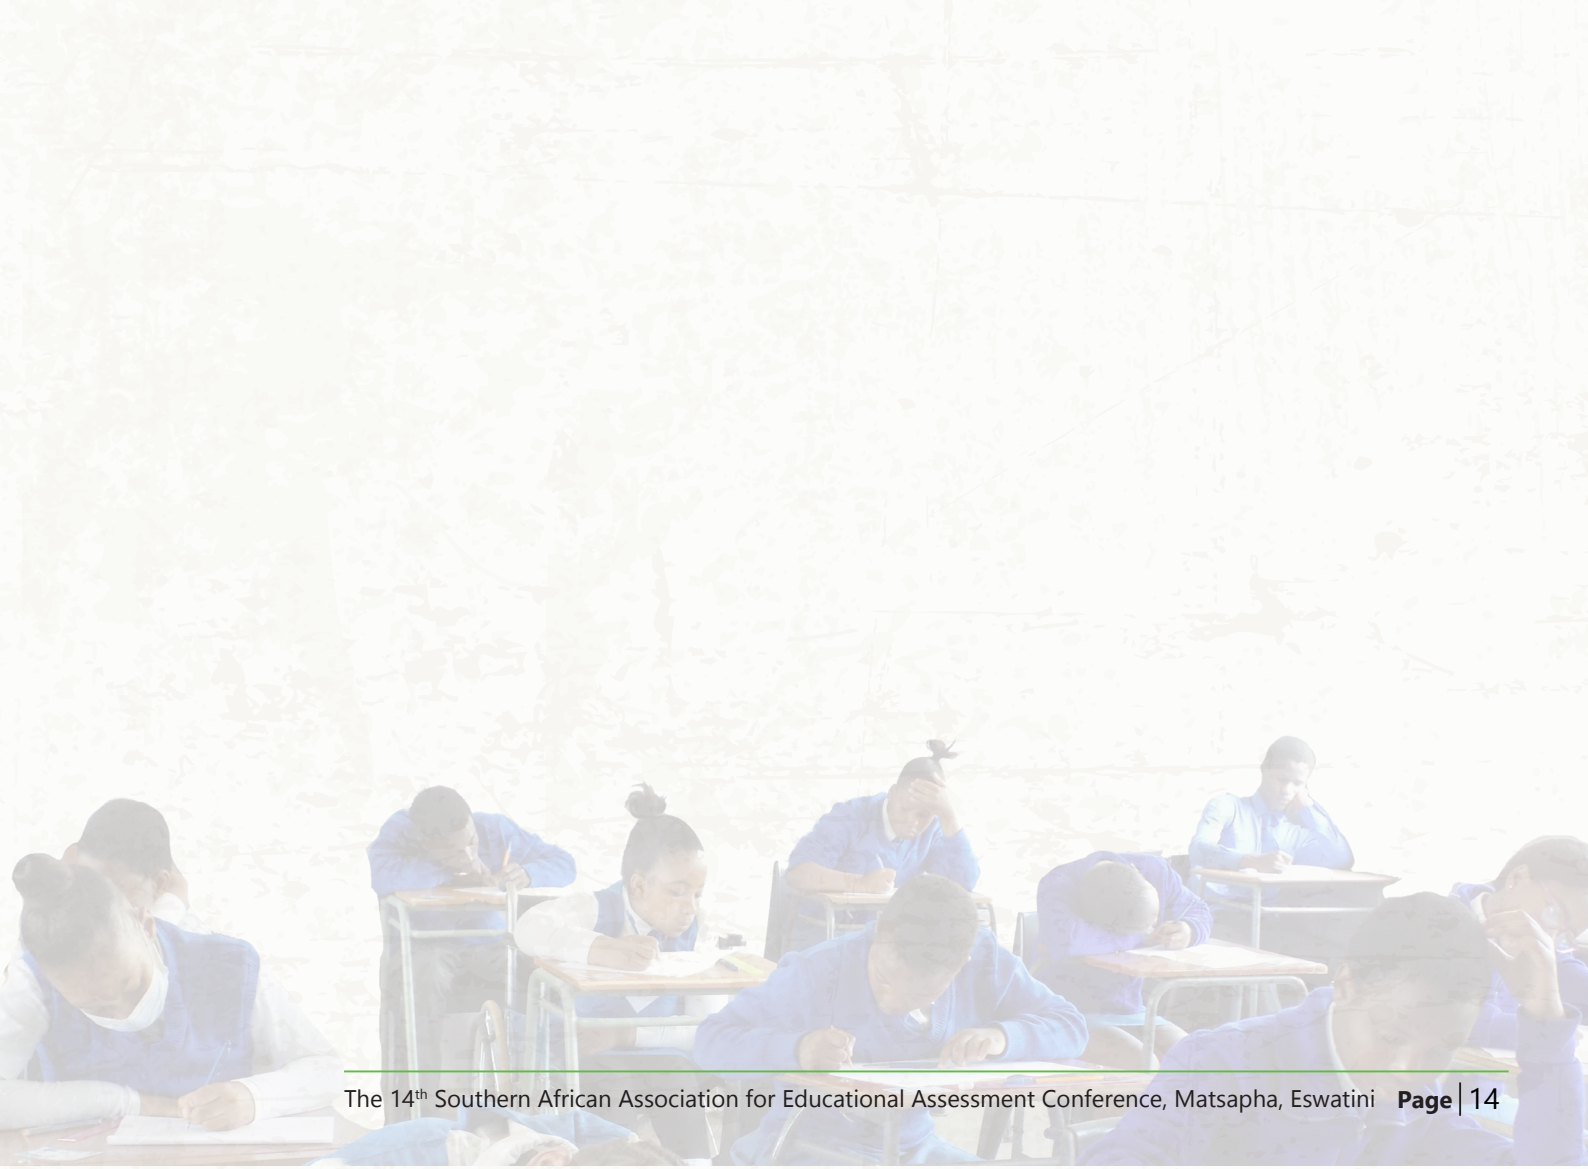 The 14th Southern African Association for Educational Assessment Conference, Matsapha, Eswatini Page | 14